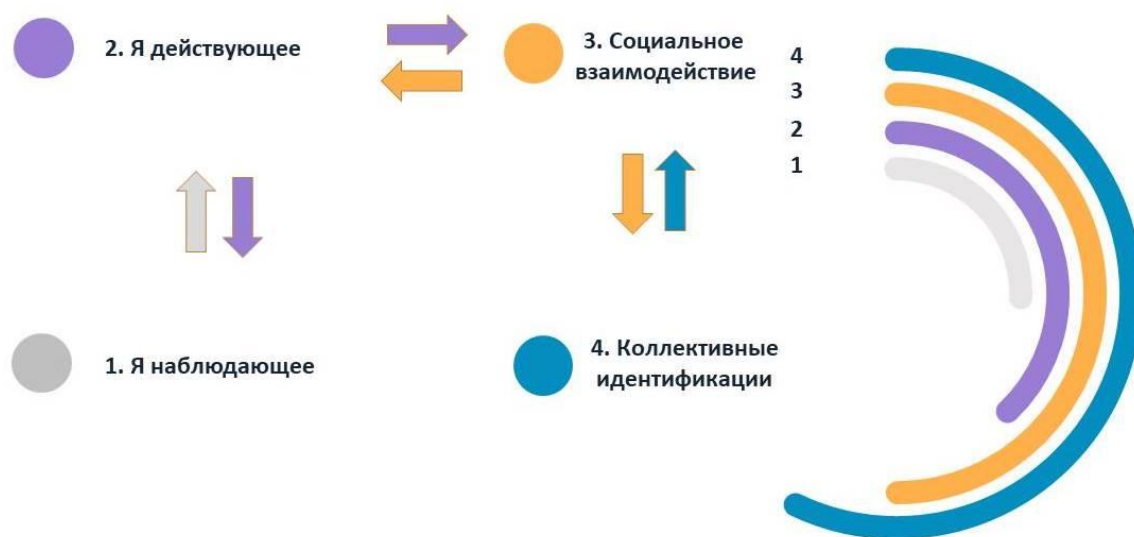 2. Я действующее
3. Социальное
взаимодействие
4
3
2
1
1. Я наблюдающее
4. Коллективные
идентификации